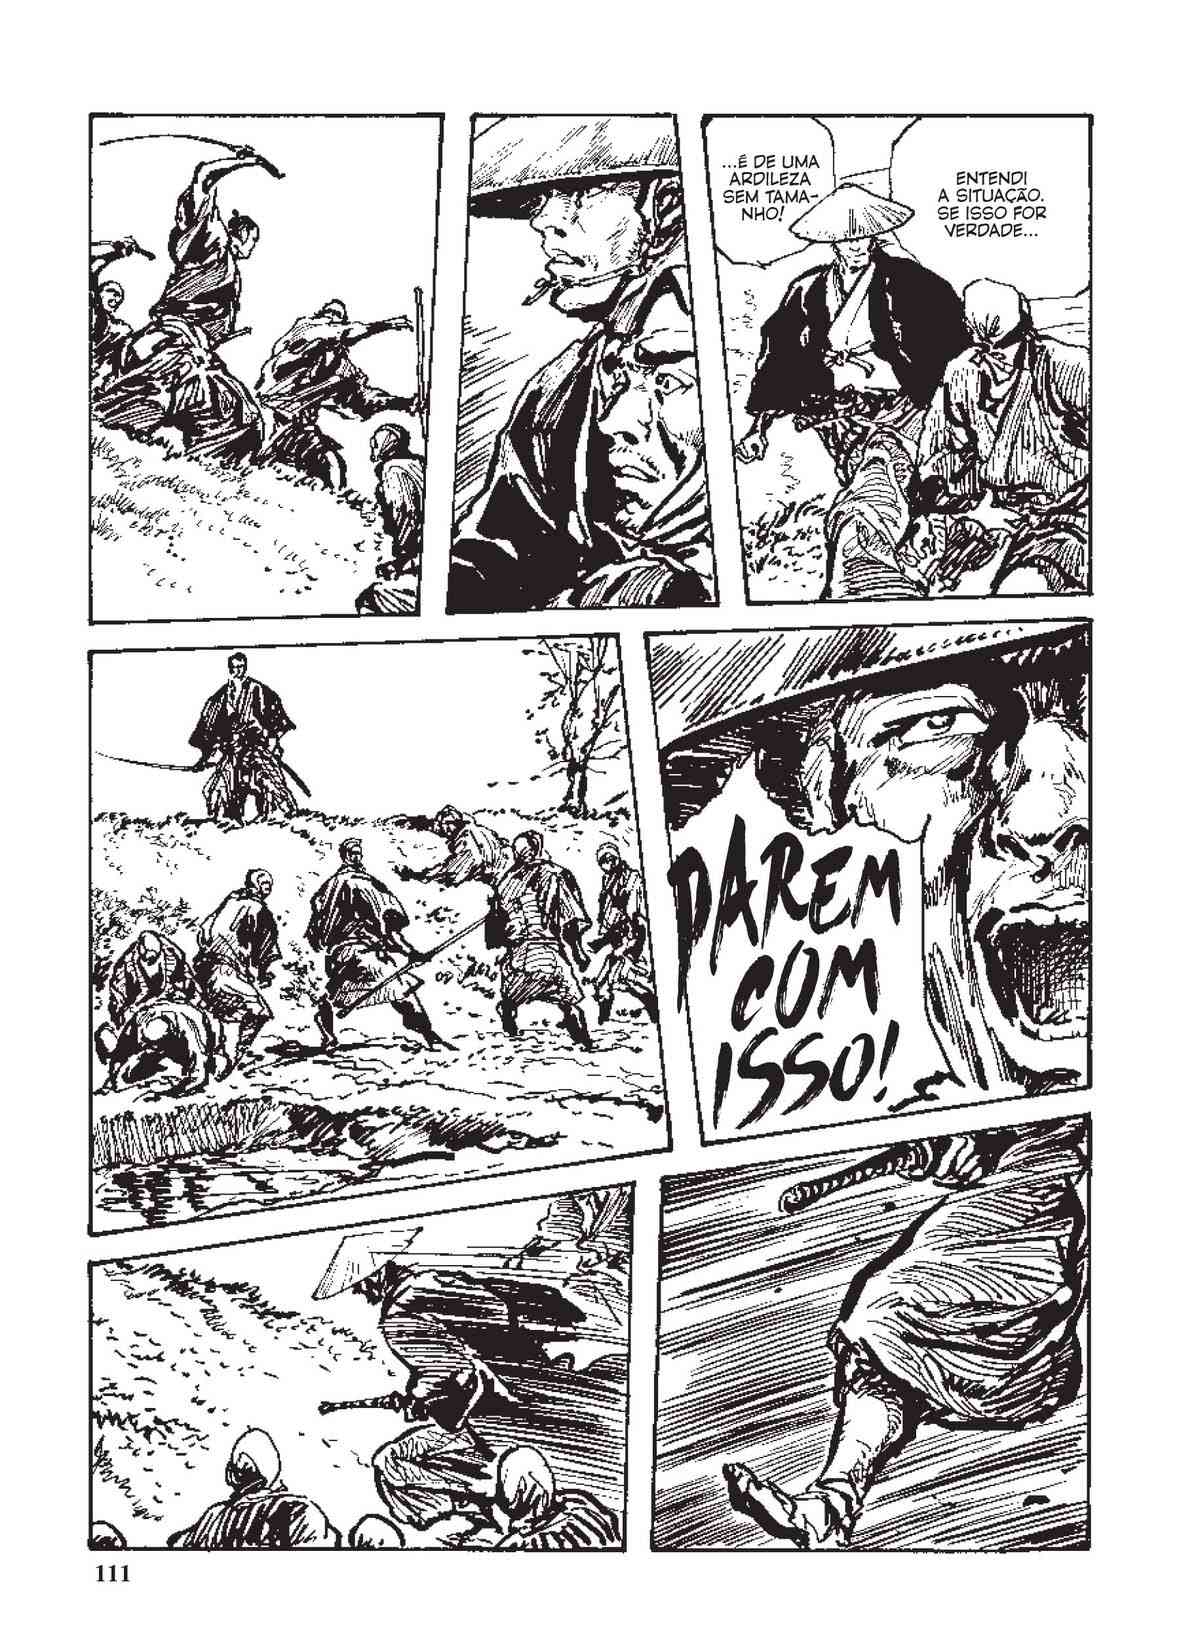 ENTENDI
A SITUAÇÃO.
SE ISSO FOR
VERDADE...
...É DE UMA
ARDILEZA
SEM TAMA-
NHO!
PAREM
COM
ISSO!
111